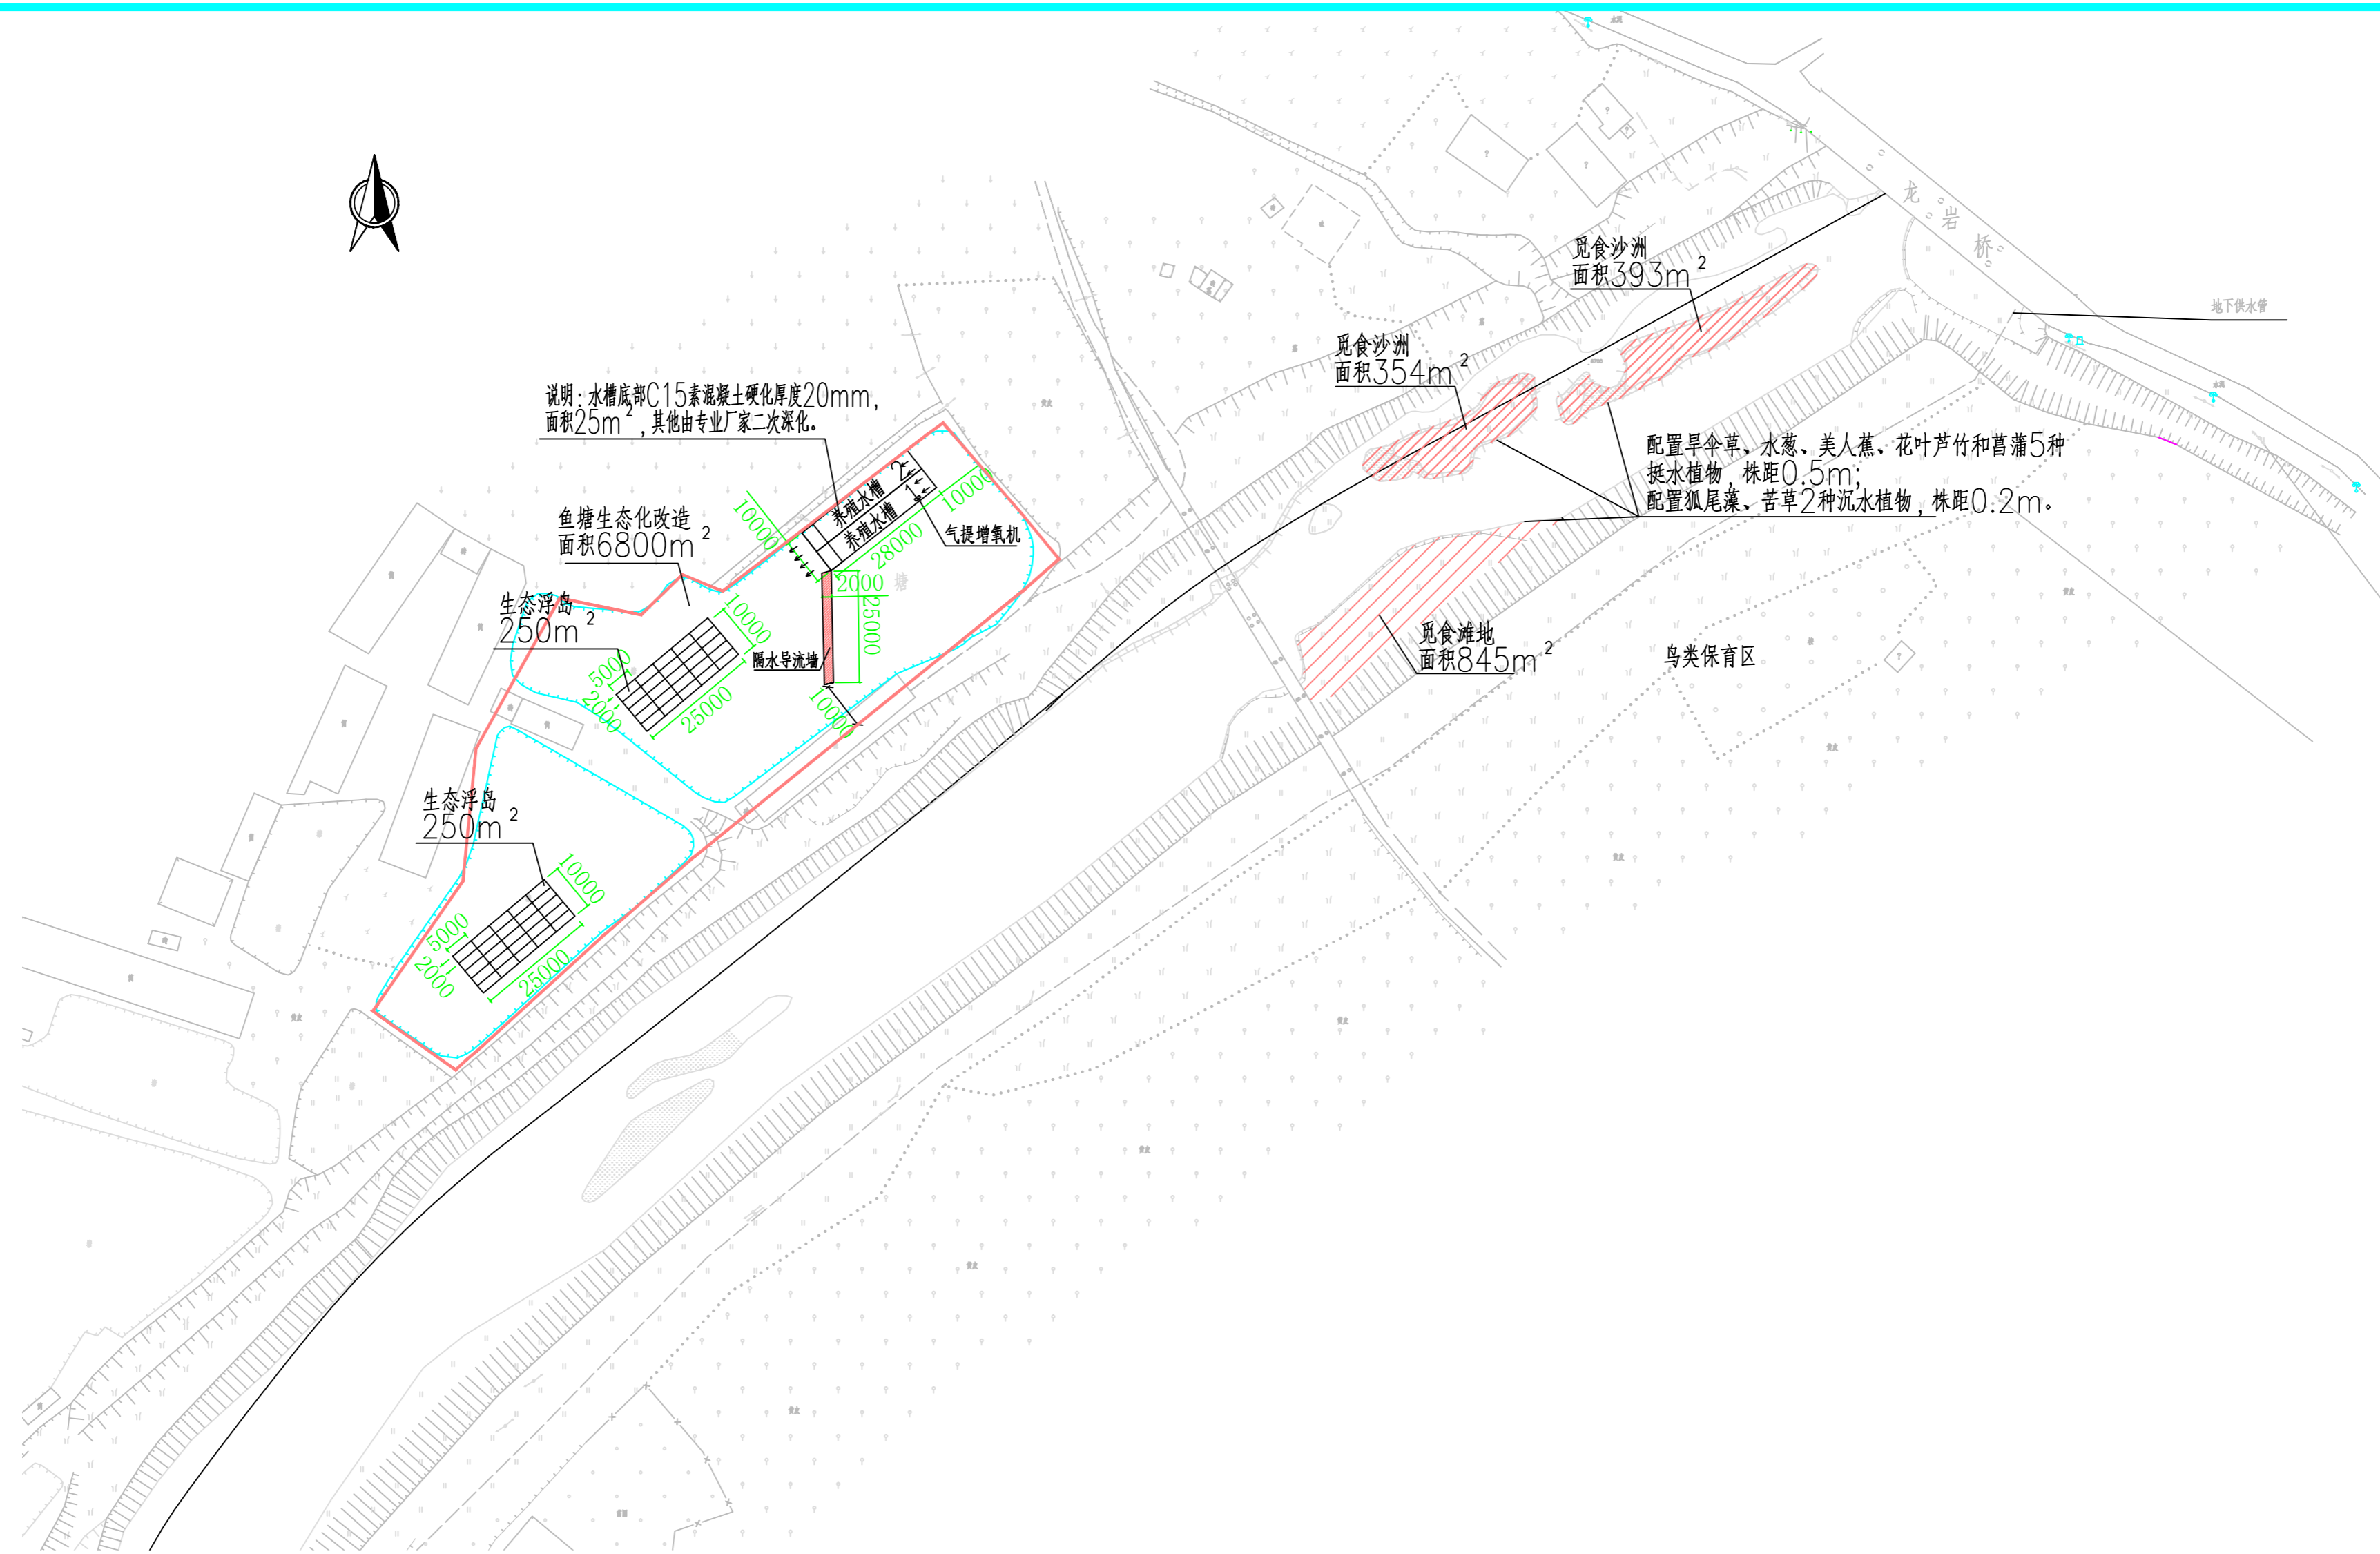 水泥
龙岩桥
觅食沙洲
面积393m²
地下供水管
觅食沙洲
面积354m²
水泥
说明:水槽底部C15素混凝土硬化厚度20mm,
面积25m²,其他由专业厂家二次深化。
配置旱伞草、水葱、美人蕉、花叶芦竹和菖蒲5种
挺水植物,株距0.5m;
配置狐尾藻、苦草2种沉水植物,株距0.2m。
养殖水槽 2
养殖水槽 1
10000
10000
28000
气提增氧机
鱼塘生态化改造
面积6800m²
塘
2000
25000
生态浮岛
250m²
10000
5000
2000
25000
隔水导流墙
10000
觅食滩地
面积845m²
鸟类保育区
生态浮岛
250m²
10000
5000
2000
25000